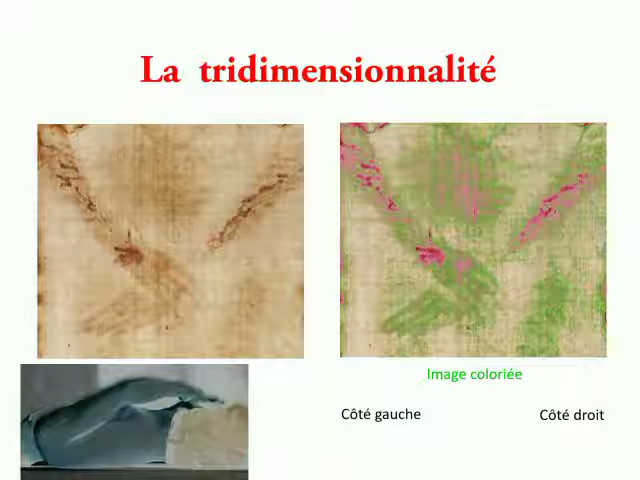 La tridimensionnalité
Image coloriée
Côté gauche
Côté droit